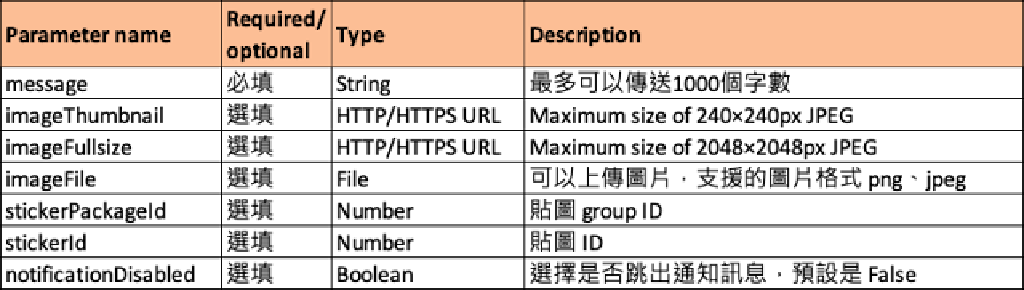 Parameter name Required/ optional Type Description
message 必填 String 最多可以傳送1000個字數
imageThumbnail 選填 HTTP/HTTPS URL Maximum size of 240×240px JPEG
imageFullsize 選填 HTTP/HTTPS URL Maximum size of 2048×2048px JPEG
imageFile 選填 File 可以上傳圖片，支援的圖片格式 png、jpeg
stickerPackageId 選填 Number 貼圖 group ID
stickerId 選填 Number 貼圖 ID
notificationDisabled 選填 Boolean 選擇是否跳出通知訊息，預設是 False